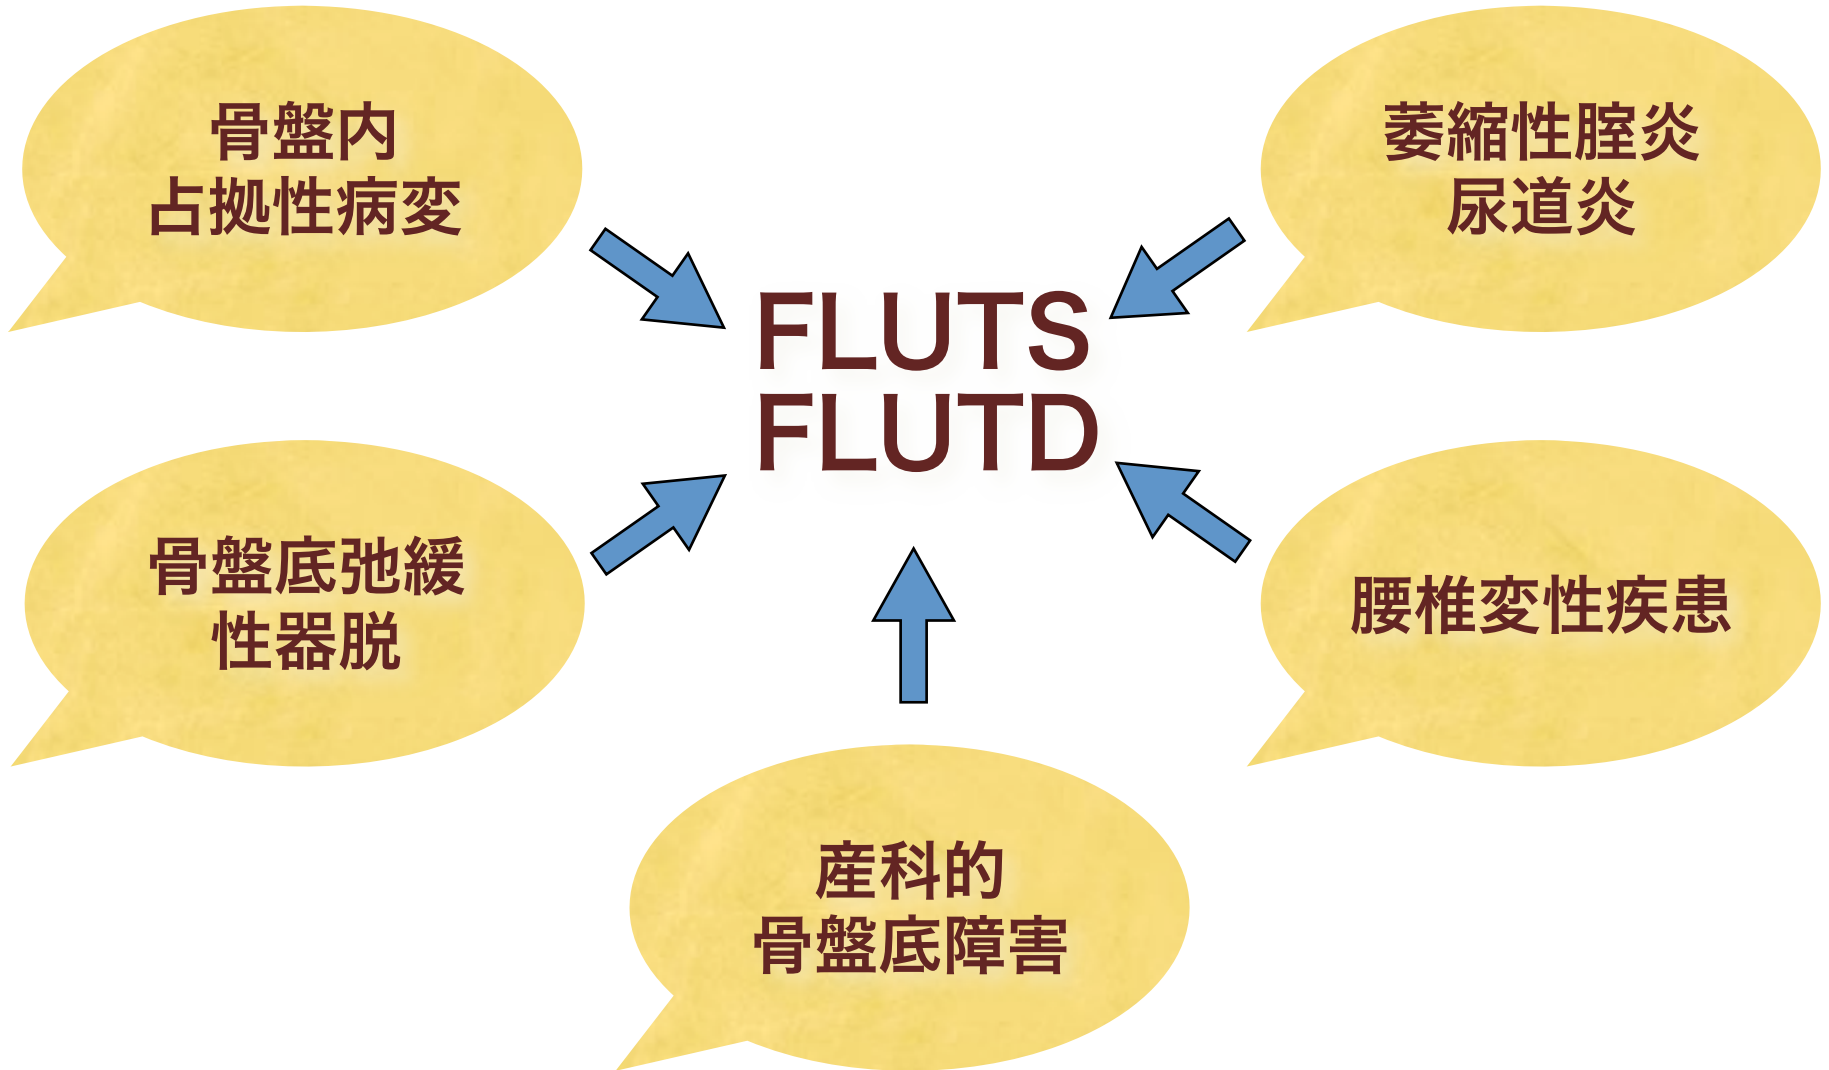 骨盤内
占拠性病変
萎縮性腟炎
尿道炎
FLUTS
FLUTD
骨盤底弛緩
性器脱
腰椎変性疾患
産科的
骨盤底障害